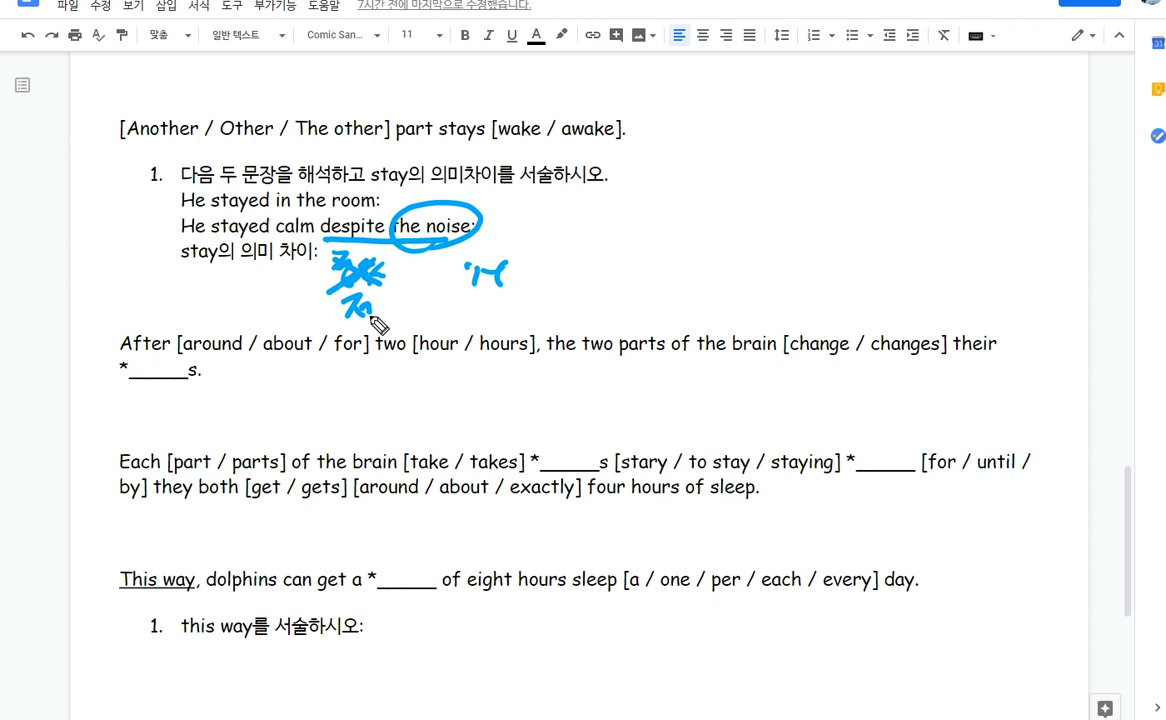 파일 수정 보기 삽입 서식 도구 부가기능 도움말 7시간 전에 마지막으로 수정했습니다.
맞춤 일반 텍스트 Comic San... 11 B I U A
[Another / Other / The other] part stays [wake / awake].
1. 다음 두 문장을 해석하고 stay의 의미차이를 서술하시오.
He stayed in the room:
He stayed calm despite the noise:
stay의 의미 차이:
After [around / about / for] two [hour / hours], the two parts of the brain [change / changes] their
*_____s.
Each [part / parts] of the brain [take / takes] *_____s [stary / to stay / staying] *_____ [for / until /
by] they both [get / gets] [around / about / exactly] four hours of sleep.
This way, dolphins can get a *_____ of eight hours sleep [a / one / per / each / every] day.
1. this way를 서술하시오: